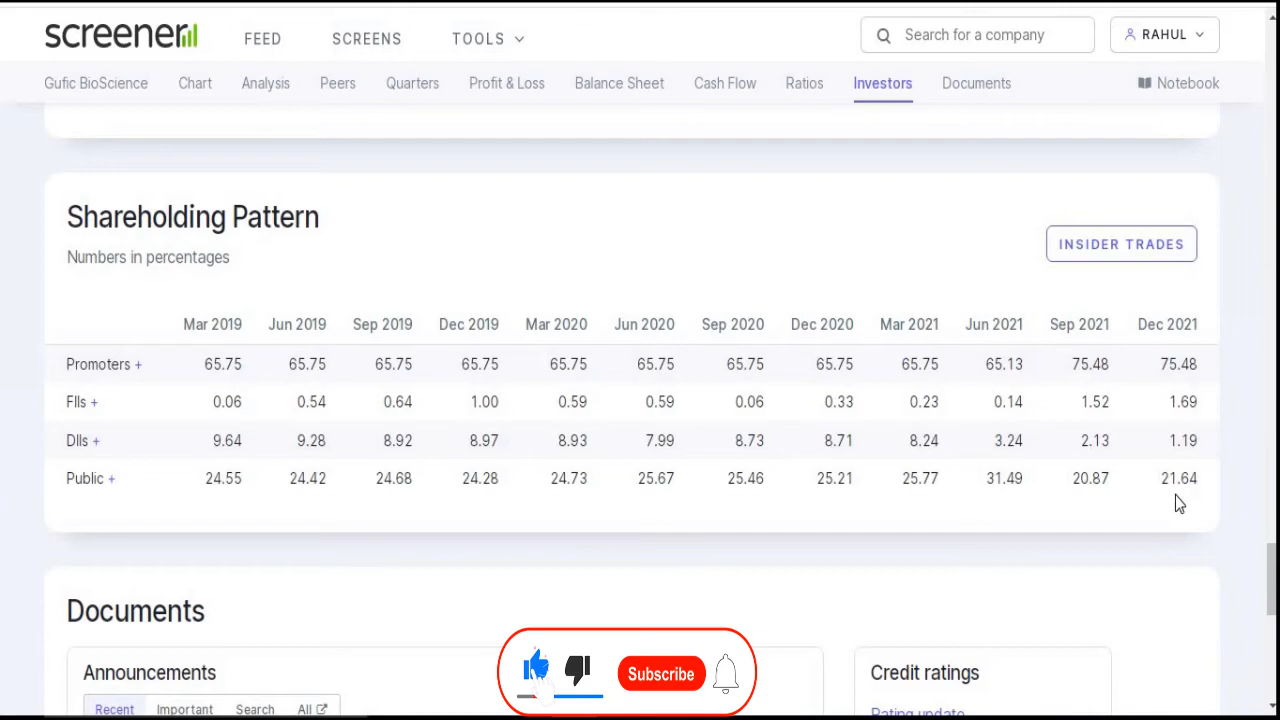 screener FEED SCREENS TOOLS Search for a company RAHUL
Gufic BioScience Chart Analysis Peers Quarters Profit & Loss Balance Sheet Cash Flow Ratios Investors Documents Notebook
Shareholding Pattern
Numbers in percentages
INSIDER TRADES
Mar 2019 Jun 2019 Sep 2019 Dec 2019 Mar 2020 Jun 2020 Sep 2020 Dec 2020 Mar 2021 Jun 2021 Sep 2021 Dec 2021
Promoters + 65.75 65.75 65.75 65.75 65.75 65.75 65.75 65.75 65.75 65.13 75.48 75.48
FIIs + 0.06 0.54 0.64 1.00 0.59 0.59 0.06 0.33 0.23 0.14 1.52 1.69
DIIs + 9.64 9.28 8.92 8.97 8.93 7.99 8.73 8.71 8.24 3.24 2.13 1.19
Public + 24.55 24.42 24.68 24.28 24.73 25.67 25.46 25.21 25.77 31.49 20.87 21.64
Documents
Announcements
Recent Important Search All
Subscribe
Credit ratings
Rating update